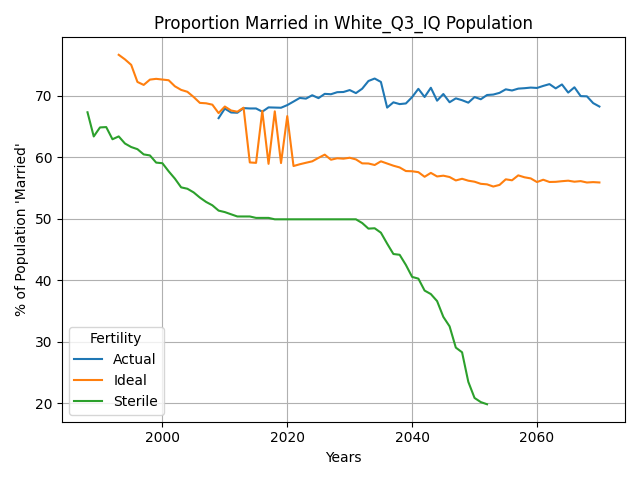 Proportion Married in White_Q3_IQ Population
% of Population 'Married'
70
60
50
40
30
20
Fertility
Actual
Ideal
Sterile
2000 2020 2040 2060
Years